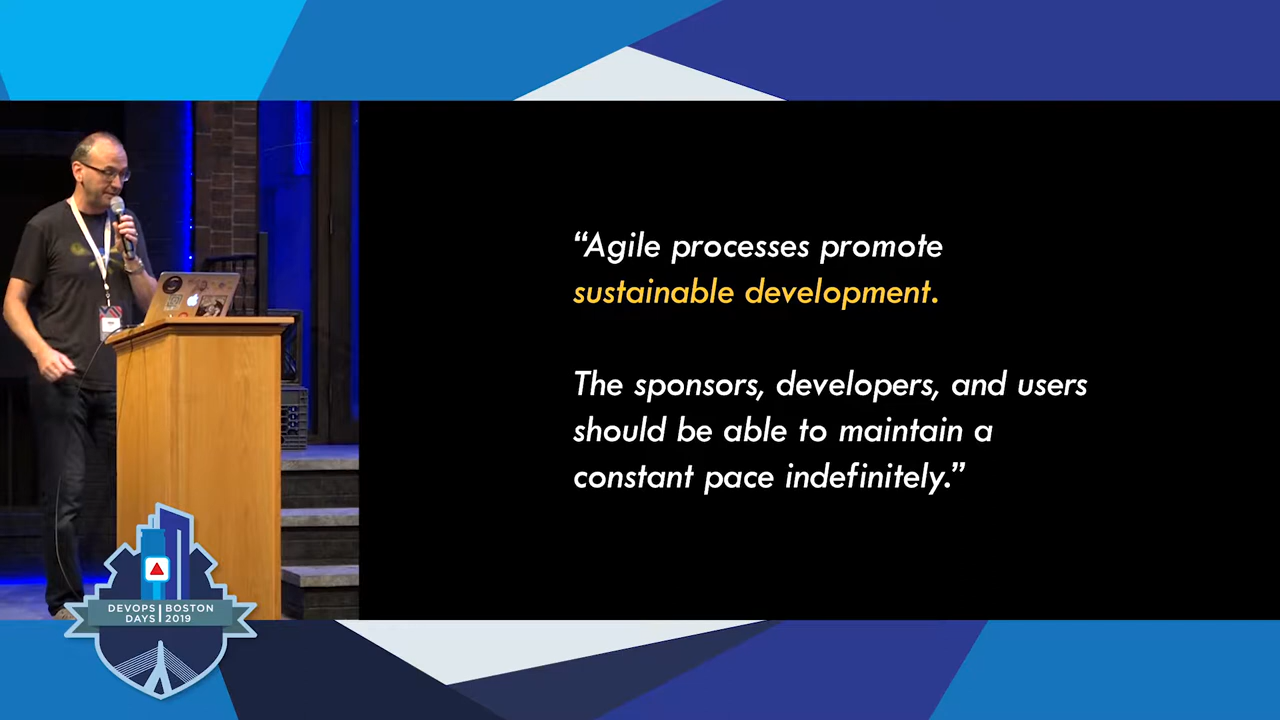 “Agile processes promote
sustainable development.
The sponsors, developers, and users
should be able to maintain a
constant pace indefinitely.”
DEVOPS BOSTON
DAYS 2019